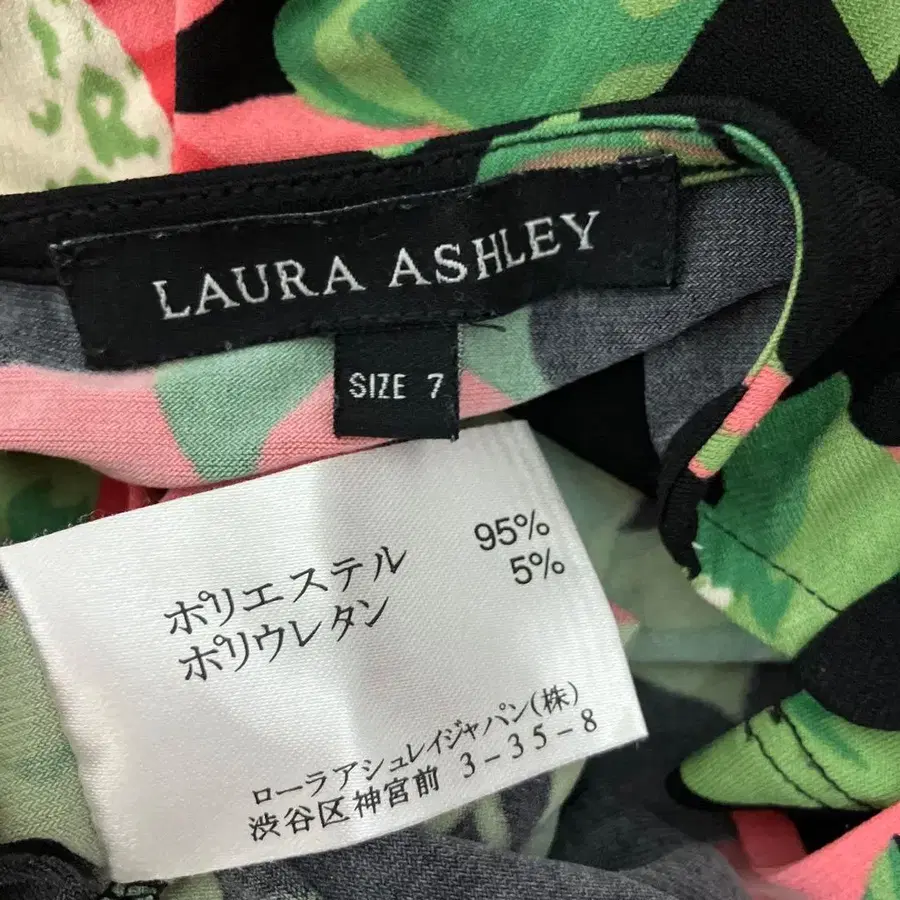 LAURA ASHLEY
SIZE 7
ポリエステル 95%
ポリウレタン 5%
ローラアシュレイジャパン(株)
渋谷区神宮前 3-35-8